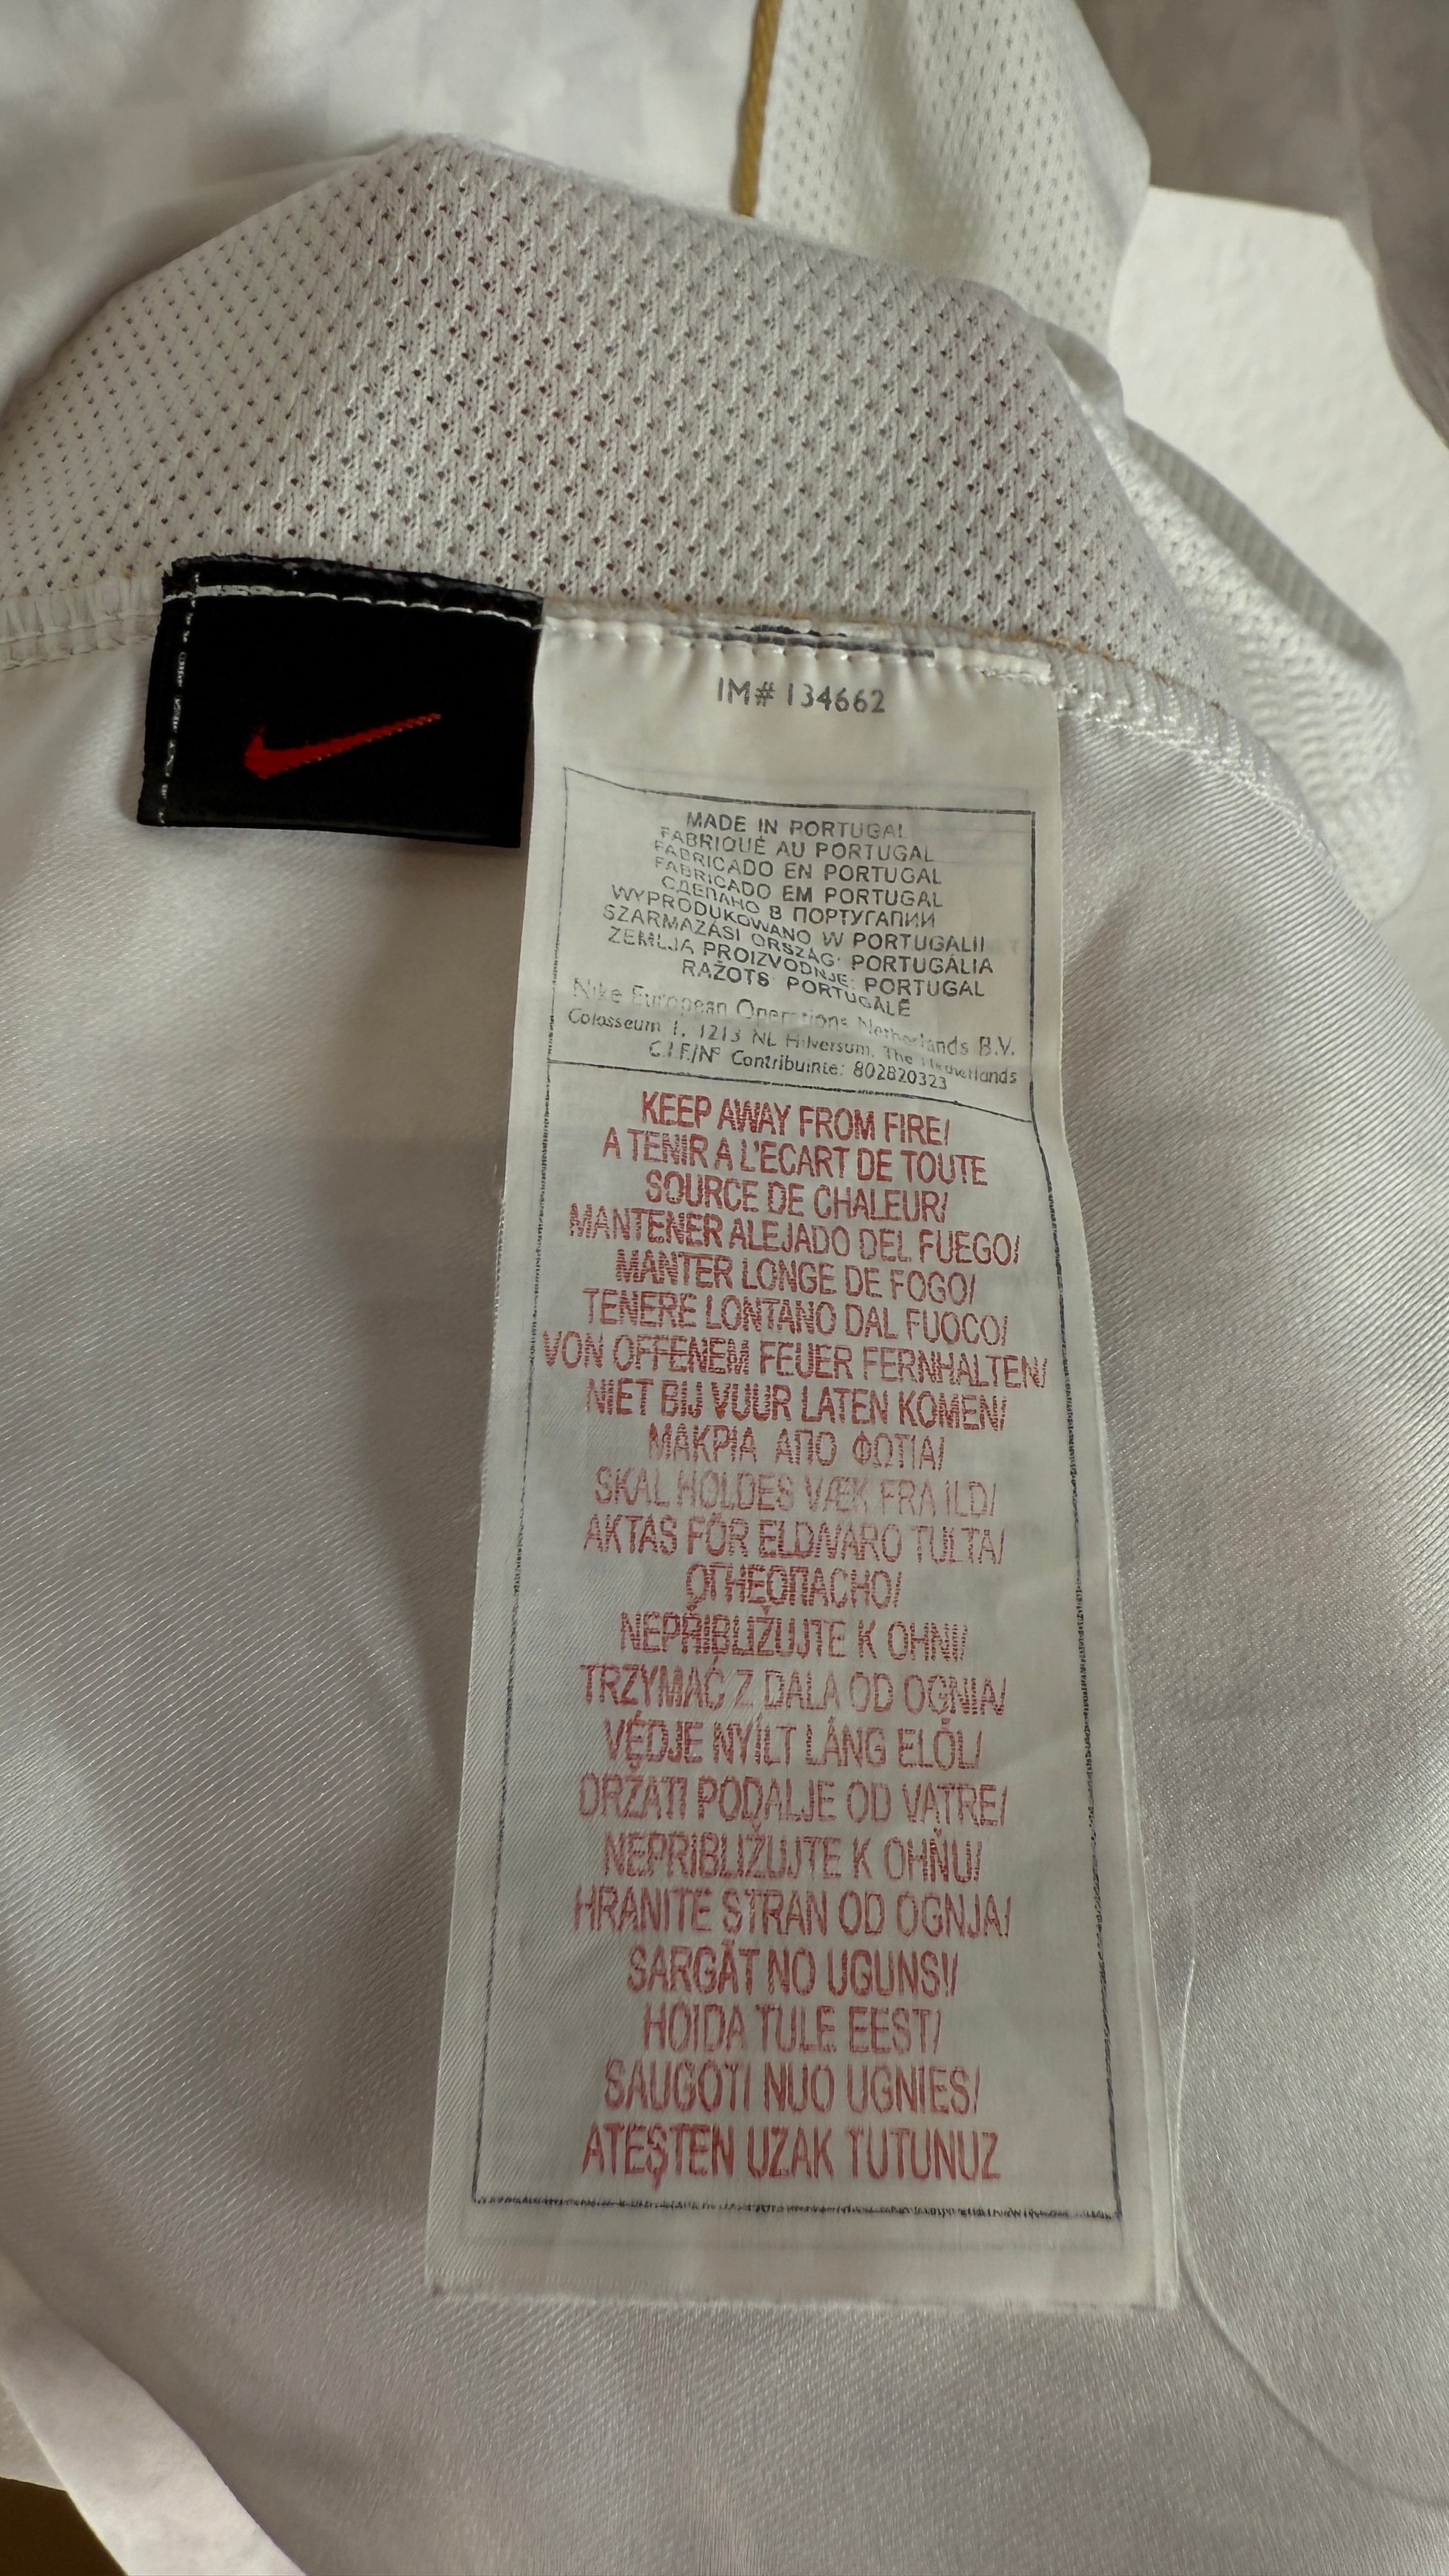 IM# 134662
MADE IN PORTUGAL
FABRIQUÉ AU PORTUGAL
FABRICADO EN PORTUGAL
FABRICADO EM PORTUGAL
СДЕЛАНО В ПОРТУГАЛИИ
WYPRODUKOWANO W PORTUGALII
SZÁRMAZÁSI ORSZÁG: PORTUGÁLIA
ZEMLJA PROIZVODNJE: PORTUGAL
RAŽOTS PORTUGĀLĒ
Nike European Operations Netherlands B.V.
Colosseum 1, 1213 NL Hilversum, The Netherlands
C.I.F./Nº Contribuinte: 802820323
KEEP AWAY FROM FIRE/
A TENIR A L'ECART DE TOUTE
SOURCE DE CHALEUR/
MANTENER ALEJADO DEL FUEGO/
MANTER LONGE DE FOGO/
TENERE LONTANO DAL FUOCO/
VON OFFENEM FEUER FERNHALTEN/
NIET BIJ VUUR LATEN KOMEN/
ΜΑΚΡΙΑ ΑΠΟ ΦΩΤΙΑ/
SKAL HOLDES VÆK FRA ILD/
AKTAS FÖR ELD/VARO TULTA/
ОГНЕОПАСНО/
NEPŘIBLIŽUJTE K OHNI/
TRZYMAĆ Z DALA OD OGNIA/
VÉDJE NYÍLT LÁNG ELŐL/
DRŽATI PODALJE OD VATRE/
NEPRIBLIŽUJTE K OHŇU/
HRANITE STRAN OD OGNJA/
SARGĀT NO UGUNS!/
HOIDA TULE EEST/
SAUGOTI NUO UGNIES/
ATEŞTEN UZAK TUTUNUZ